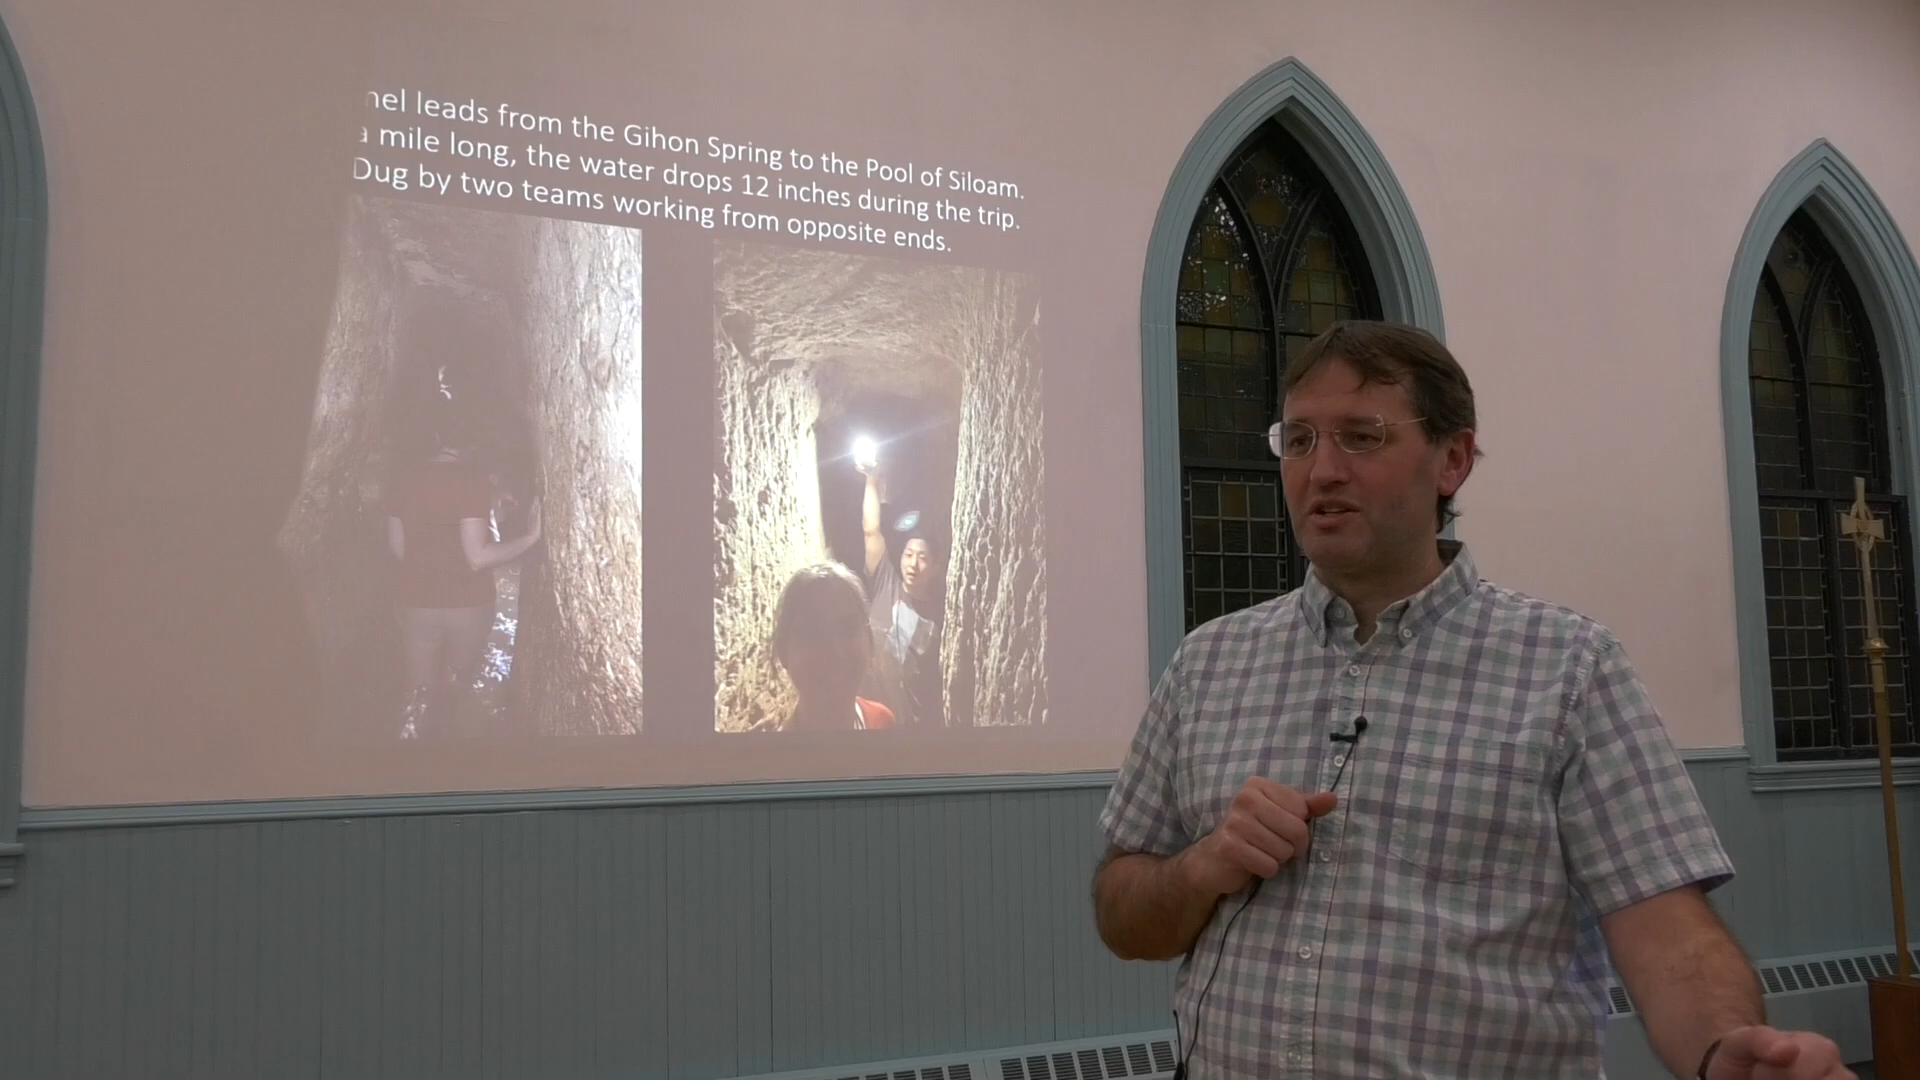 nel leads from the Gihon Spring to the Pool of Siloam.
a mile long, the water drops 12 inches during the trip.
Dug by two teams working from opposite ends.